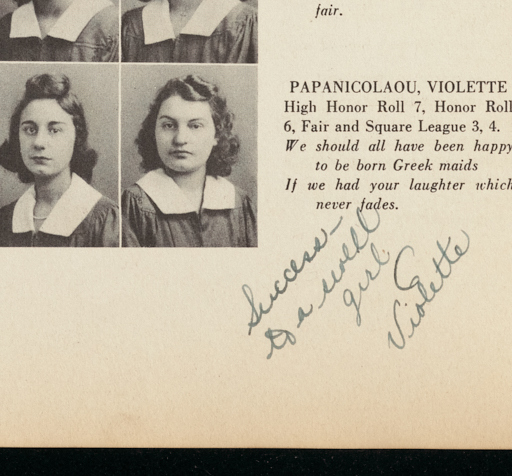 fair.
PAPANICOLAOU, VIOLETTE
High Honor Roll 7, Honor Roll
6, Fair and Square League 3, 4.
We should all have been happy
to be born Greek maids
If we had your laughter which
never fades.
Success-
to a swell
girl
Violette